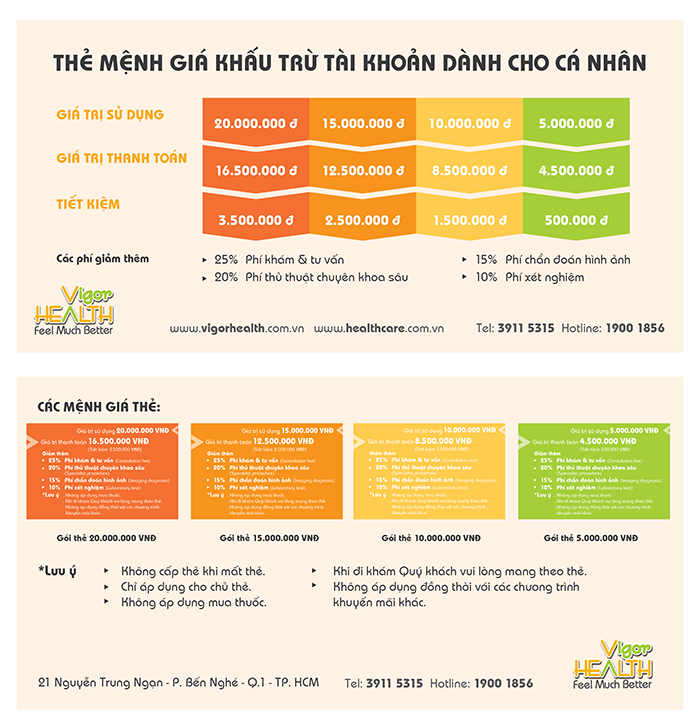 THẺ MỆNH GIÁ KHẤU TRỪ TÀI KHOẢN DÀNH CHO CÁ NHÂN
GIÁ TRỊ SỬ DỤNG 20.000.000 đ 15.000.000 đ 10.000.000 đ 5.000.000 đ
GIÁ TRỊ THANH TOÁN 16.500.000 đ 12.500.000 đ 8.500.000 đ 4.500.000 đ
TIẾT KIỆM 3.500.000 đ 2.500.000 đ 1.500.000 đ 500.000 đ
Các phí giảm thêm 25% Phí khám & tư vấn 15% Phí chẩn đoán hình ảnh
20% Phí thủ thuật chuyên khoa sâu 10% Phí xét nghiệm
Vigor
HEALTH
Feel Much Better
www.vigorhealth.com.vn www.healthcare.com.vn Tel: 3911 5315 Hotline: 1900 1856
CÁC MỆNH GIÁ THẺ:
Giá trị sử dụng 20.000.000 VNĐ
Giá trị thanh toán 16.500.000 VNĐ
(Tiết kiệm 3.500.000 VNĐ)
Giảm thêm
25% Phí khám & tư vấn (Consultation fee)
20% Phí thủ thuật chuyên khoa sâu
(Specialist procedure)
15% Phí chẩn đoán hình ảnh (Imaging diagnosis)
10% Phí xét nghiệm (Laboratory test)
*Lưu ý Không áp dụng mua thuốc.
Khi đi khám Quý khách vui lòng mang theo thẻ.
Không áp dụng đồng thời với các chương trình
khuyến mãi khác.
Gói thẻ 20.000.000 VNĐ
Giá trị sử dụng 15.000.000 VNĐ
Giá trị thanh toán 12.500.000 VNĐ
Giảm thêm
25% Phí khám & tư vấn (Consultation fee)
20% Phí thủ thuật chuyên khoa sâu
(Specialist procedure)
15% Phí chẩn đoán hình ảnh (Imaging diagnosis)
10% Phí xét nghiệm (Laboratory test)
*Lưu ý Không áp dụng mua thuốc.
Khi đi khám Quý khách vui lòng mang theo thẻ.
Không áp dụng đồng thời với các chương trình
khuyến mãi khác.
Gói thẻ 15.000.000 VNĐ
Giá trị sử dụng 10.000.000 VNĐ
Giá trị thanh toán 8.500.000 VNĐ
Giảm thêm
25% Phí khám & tư vấn (Consultation fee)
20% Phí thủ thuật chuyên khoa sâu
(Specialist procedure)
15% Phí chẩn đoán hình ảnh (Imaging diagnosis)
10% Phí xét nghiệm (Laboratory test)
*Lưu ý Không áp dụng mua thuốc.
Khi đi khám Quý khách vui lòng mang theo thẻ.
Không áp dụng đồng thời với các chương trình
khuyến mãi khác.
Gói thẻ 10.000.000 VNĐ
Giá trị sử dụng 5.000.000 VNĐ
Giá trị thanh toán 4.500.000 VNĐ
(Tiết kiệm 500.000 VNĐ)
Giảm thêm
25% Phí khám & tư vấn (Consultation fee)
20% Phí thủ thuật chuyên khoa sâu
(Specialist procedure)
15% Phí chẩn đoán hình ảnh (Imaging diagnosis)
10% Phí xét nghiệm (Laboratory test)
*Lưu ý Không áp dụng mua thuốc.
Khi đi khám Quý khách vui lòng mang theo thẻ.
Không áp dụng đồng thời với các chương trình
khuyến mãi khác.
Gói thẻ 5.000.000 VNĐ
*Lưu ý Không cấp thẻ khi mất thẻ. Khi đi khám Quý khách vui lòng mang theo thẻ.
Chỉ áp dụng cho chủ thẻ. Không áp dụng đồng thời với các chương trình
Không áp dụng mua thuốc. khuyến mãi khác.
Vigor
HEALTH
Feel Much Better
21 Nguyễn Trung Ngạn - P. Bến Nghé - Q.1 - TP. HCM Tel: 3911 5315 Hotline: 1900 1856